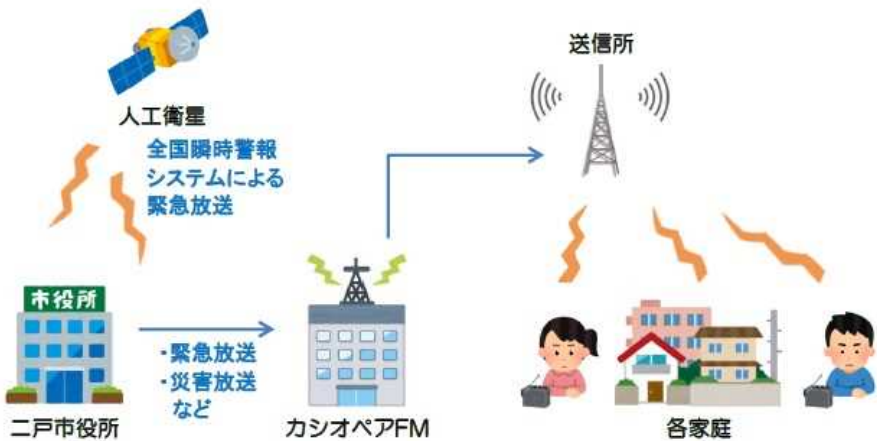 送信所
人工衛星
全国瞬時警報
システムによる
緊急放送
市役所
・緊急放送
・災害放送
など
二戸市役所
カシオペアFM
各家庭